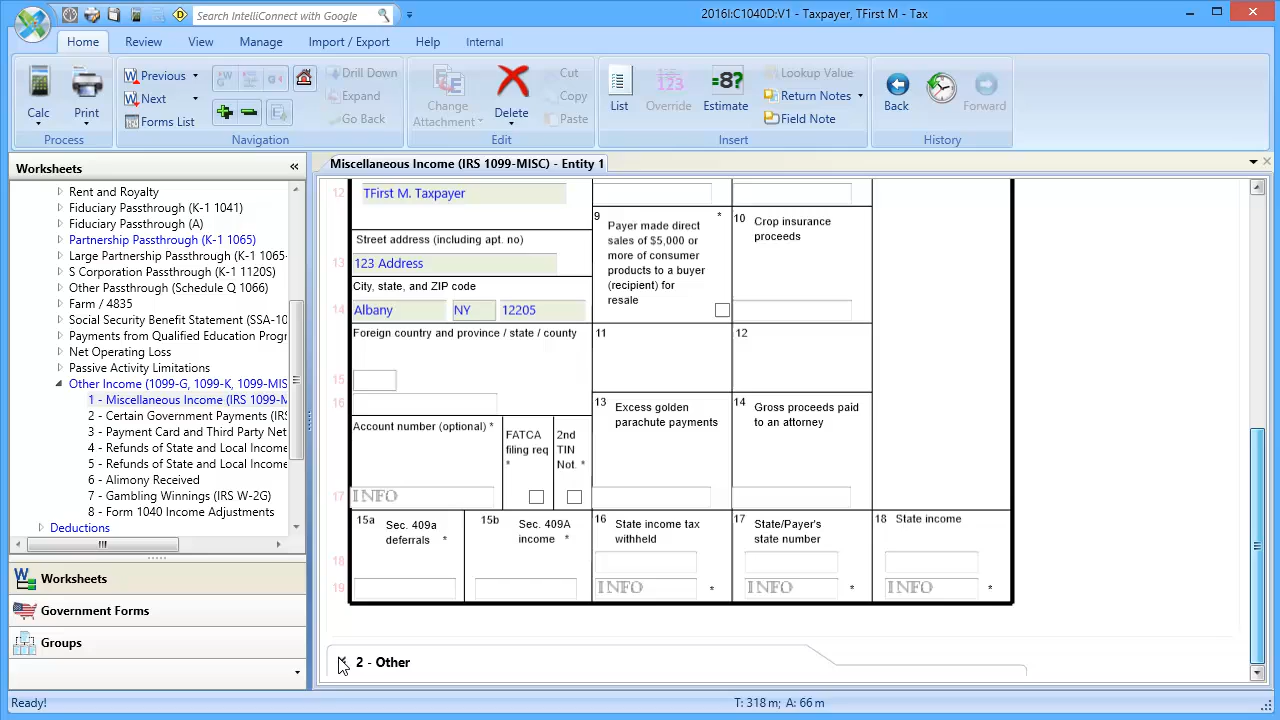 Search IntelliConnect with Google
2016I:C1040D:V1 - Taxpayer, TFirst M - Tax
Home
Review
View
Manage
Import / Export
Help
Internal
Calc
Print
Process
Previous
Next
Forms List
Drill Down
Expand
Go Back
Navigation
Change
Attachment
Delete
Cut
Copy
Paste
Edit
List
Override
Estimate
Lookup Value
Return Notes
Field Note
Insert
Back
Forward
History
Worksheets
Rent and Royalty
Fiduciary Passthrough (K-1 1041)
Fiduciary Passthrough (A)
Partnership Passthrough (K-1 1065)
Large Partnership Passthrough (K-1 1065-
S Corporation Passthrough (K-1 1120S)
Other Passthrough (Schedule Q 1066)
Farm / 4835
Social Security Benefit Statement (SSA-10
Payments from Qualified Education Progr
Net Operating Loss
Passive Activity Limitations
Other Income (1099-G, 1099-K, 1099-MIS
1 - Miscellaneous Income (IRS 1099-M
2 - Certain Government Payments (IRS
3 - Payment Card and Third Party Net
4 - Refunds of State and Local Income
5 - Refunds of State and Local Income
6 - Alimony Received
7 - Gambling Winnings (IRS W-2G)
8 - Form 1040 Income Adjustments
Deductions
Worksheets
Government Forms
Groups
Miscellaneous Income (IRS 1099-MISC) - Entity 1
12 TFirst M. Taxpayer
Street address (including apt. no)
13 123 Address
City, state, and ZIP code
14 Albany NY 12205
Foreign country and province / state / county
15
16
Account number (optional) *
FATCA
filing req
*
2nd
TIN
Not. *
17 INFO
9 Payer made direct *
sales of $5,000 or
more of consumer
products to a buyer
(recipient) for
resale
10 Crop insurance
proceeds
11
12
13 Excess golden
parachute payments
14 Gross proceeds paid
to an attorney
15a Sec. 409a
deferrals *
15b Sec. 409A
income *
16 State income tax
withheld
17 State/Payer's
state number
18 State income
18
19 INFO * INFO * INFO *
2 - Other
Ready!
T: 318 m; A: 66 m